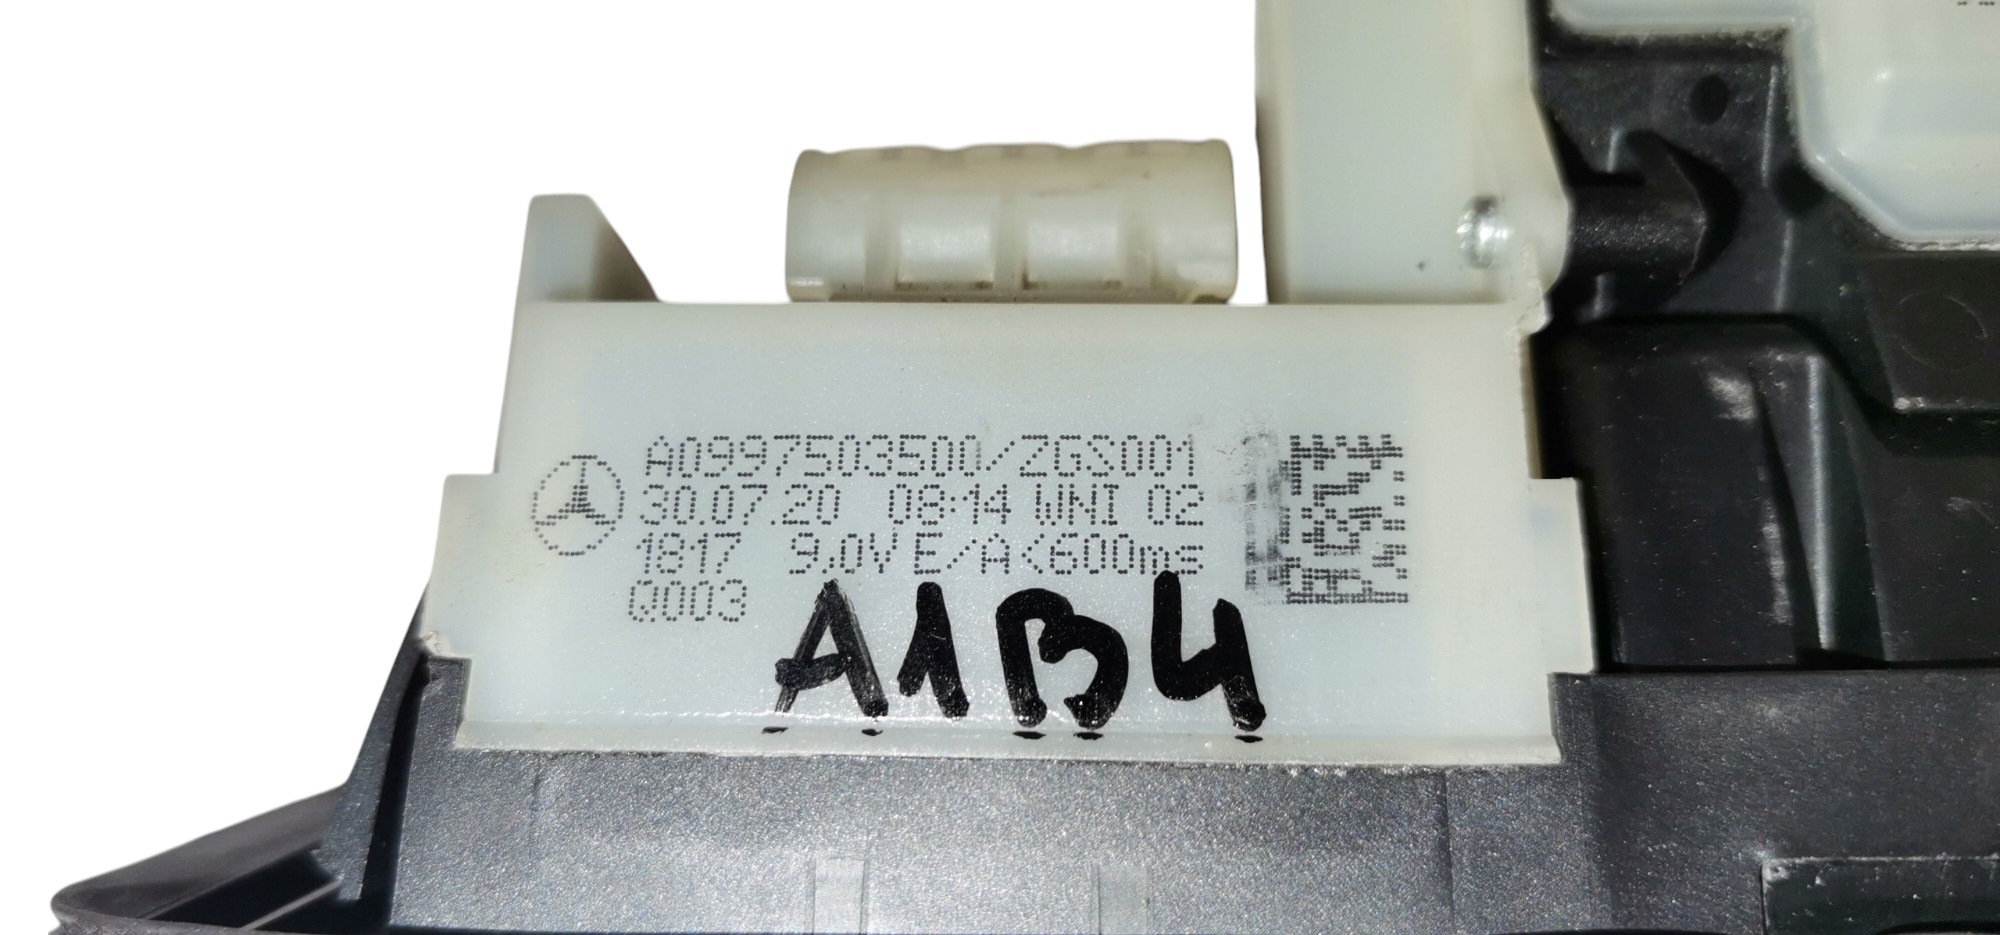 A0997503500/ZGS001
30.07.20 08:14 WNI 02
1817 9.0V E/A<600ms
Q003
A1B4